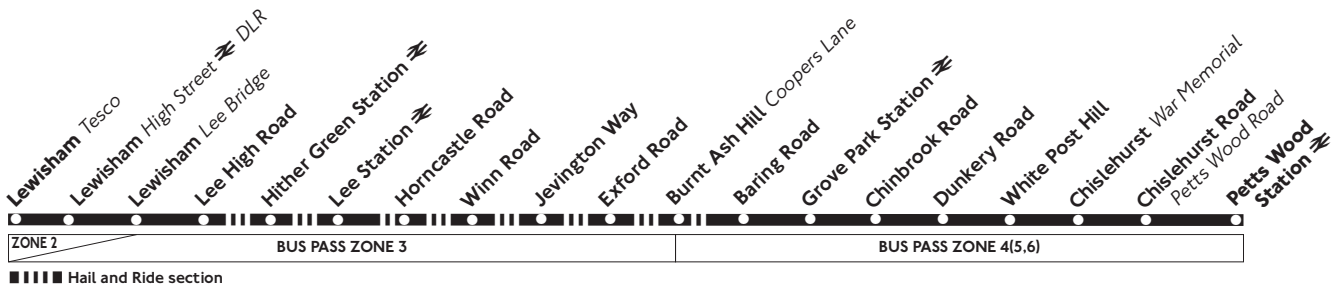 Lewisham Tesco
Lewisham High Street DLR
Lewisham Lee Bridge
Lee High Road
Hither Green Station
Lee Station
Horncastle Road
Winn Road
Jevington Way
Exford Road
Burnt Ash Hill Coopers Lane
Baring Road
Grove Park Station
Chinbrook Road
Dunkery Road
White Post Hill
Chislehurst War Memorial
Chislehurst Road
Petts Wood Road
Petts Wood
Station
ZONE 2
BUS PASS ZONE 3
BUS PASS ZONE 4(5,6)
Hail and Ride section